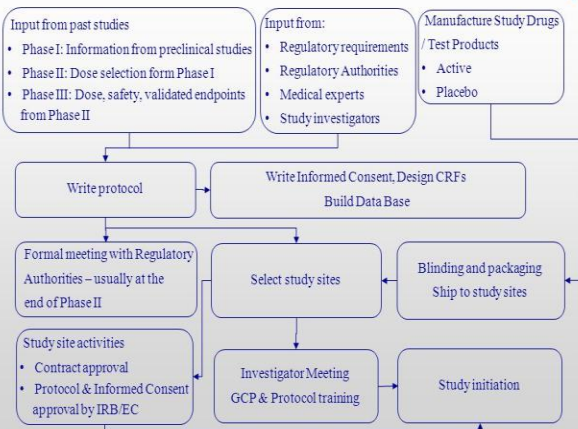 Input from past studies
• Phase I: Information from preclinical studies
• Phase II: Dose selection form Phase I
• Phase III: Dose, safety, validated endpoints
from Phase II
Input from:
• Regulatory requirements
• Regulatory Authorities
• Medical experts
• Study investigators
Manufacture Study Drugs
/ Test Products
• Active
• Placebo
Write protocol
Write Informed Consent, Design CRFs
Build Data Base
Formal meeting with Regulatory
Authorities – usually at the
end of Phase II
Select study sites
Blinding and packaging
Ship to study sites
Study site activities
• Contract approval
• Protocol & Informed Consent
approval by IRB/EC
Investigator Meeting
GCP & Protocol training
Study initiation